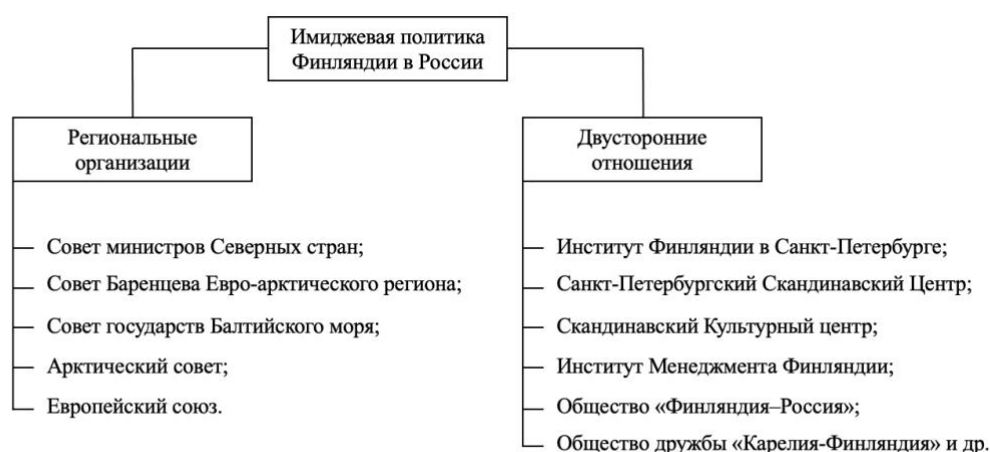 Имиджевая политика
Финляндии в России
Региональные
организации
Совет министров Северных стран;
Совет Баренцева Евро-арктического региона;
Совет государств Балтийского моря;
Арктический совет;
Европейский союз.
Двусторонние
отношения
Институт Финляндии в Санкт-Петербурге;
Санкт-Петербургский Скандинавский Центр;
Скандинавский Культурный центр;
Институт Менеджмента Финляндии;
Общество «Финляндия–Россия»;
Общество дружбы «Карелия-Финляндия» и др.